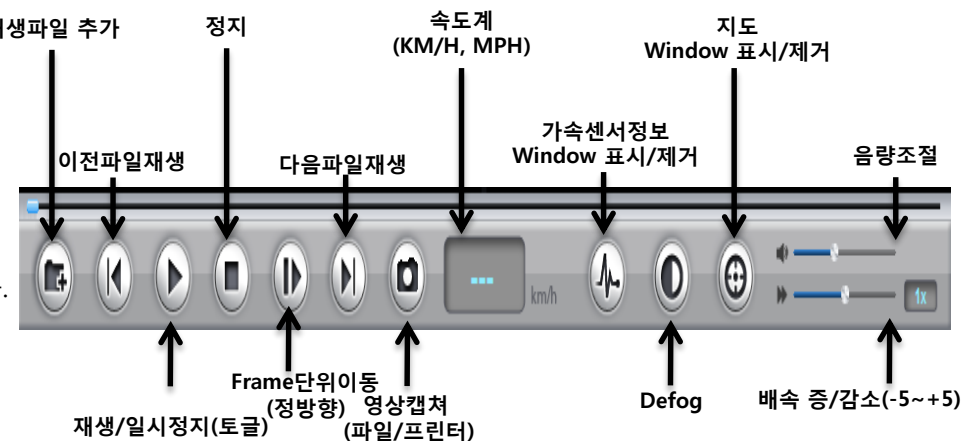 생파일 추가
정지
속도계
(KM/H, MPH)
지도
Window 표시/제거
이전파일재생
다음파일재생
가속센서정보
Window 표시/제거
음량조절
---
km/h
1x
재생/일시정지(토글)
Frame단위이동
(정방향)
영상캡쳐
(파일/프린터)
Defog
배속 증/감소(-5~+5)